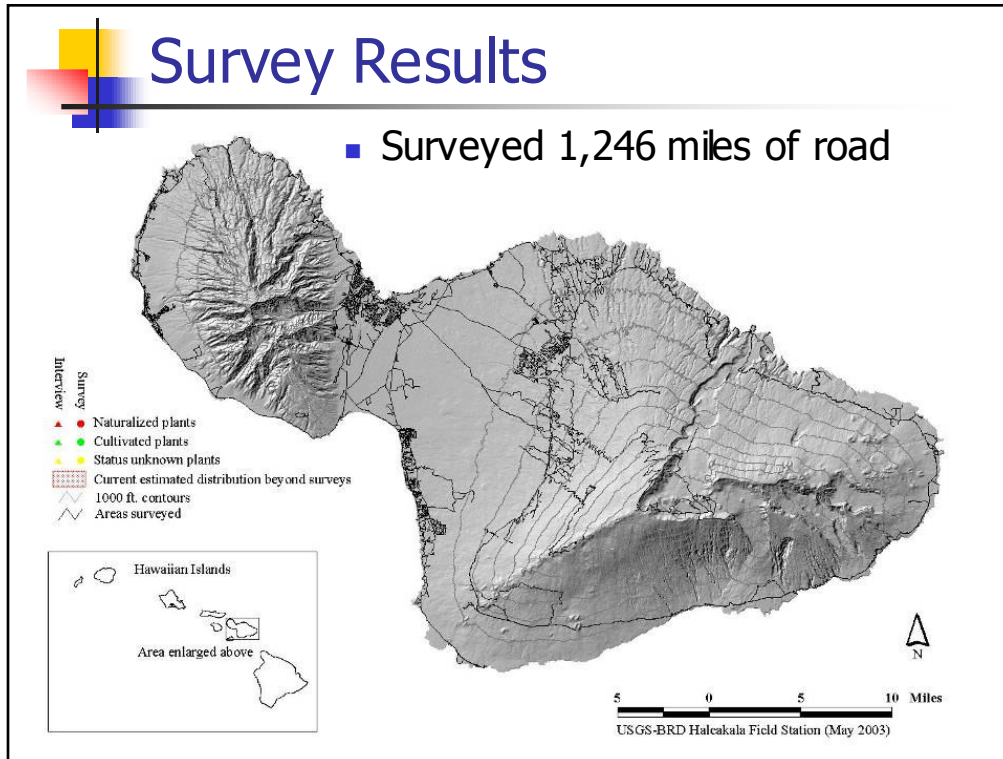 Survey Results
Surveyed 1,246 miles of road
Interview
Survey
Naturalized plants
Cultivated plants
Status unknown plants
Current estimated distribution beyond surveys
1000 ft. contours
Areas surveyed
Hawaiian Islands
Area enlarged above
N
5 0 5 10 Miles
USGS-BRD Haleakala Field Station (May 2003)